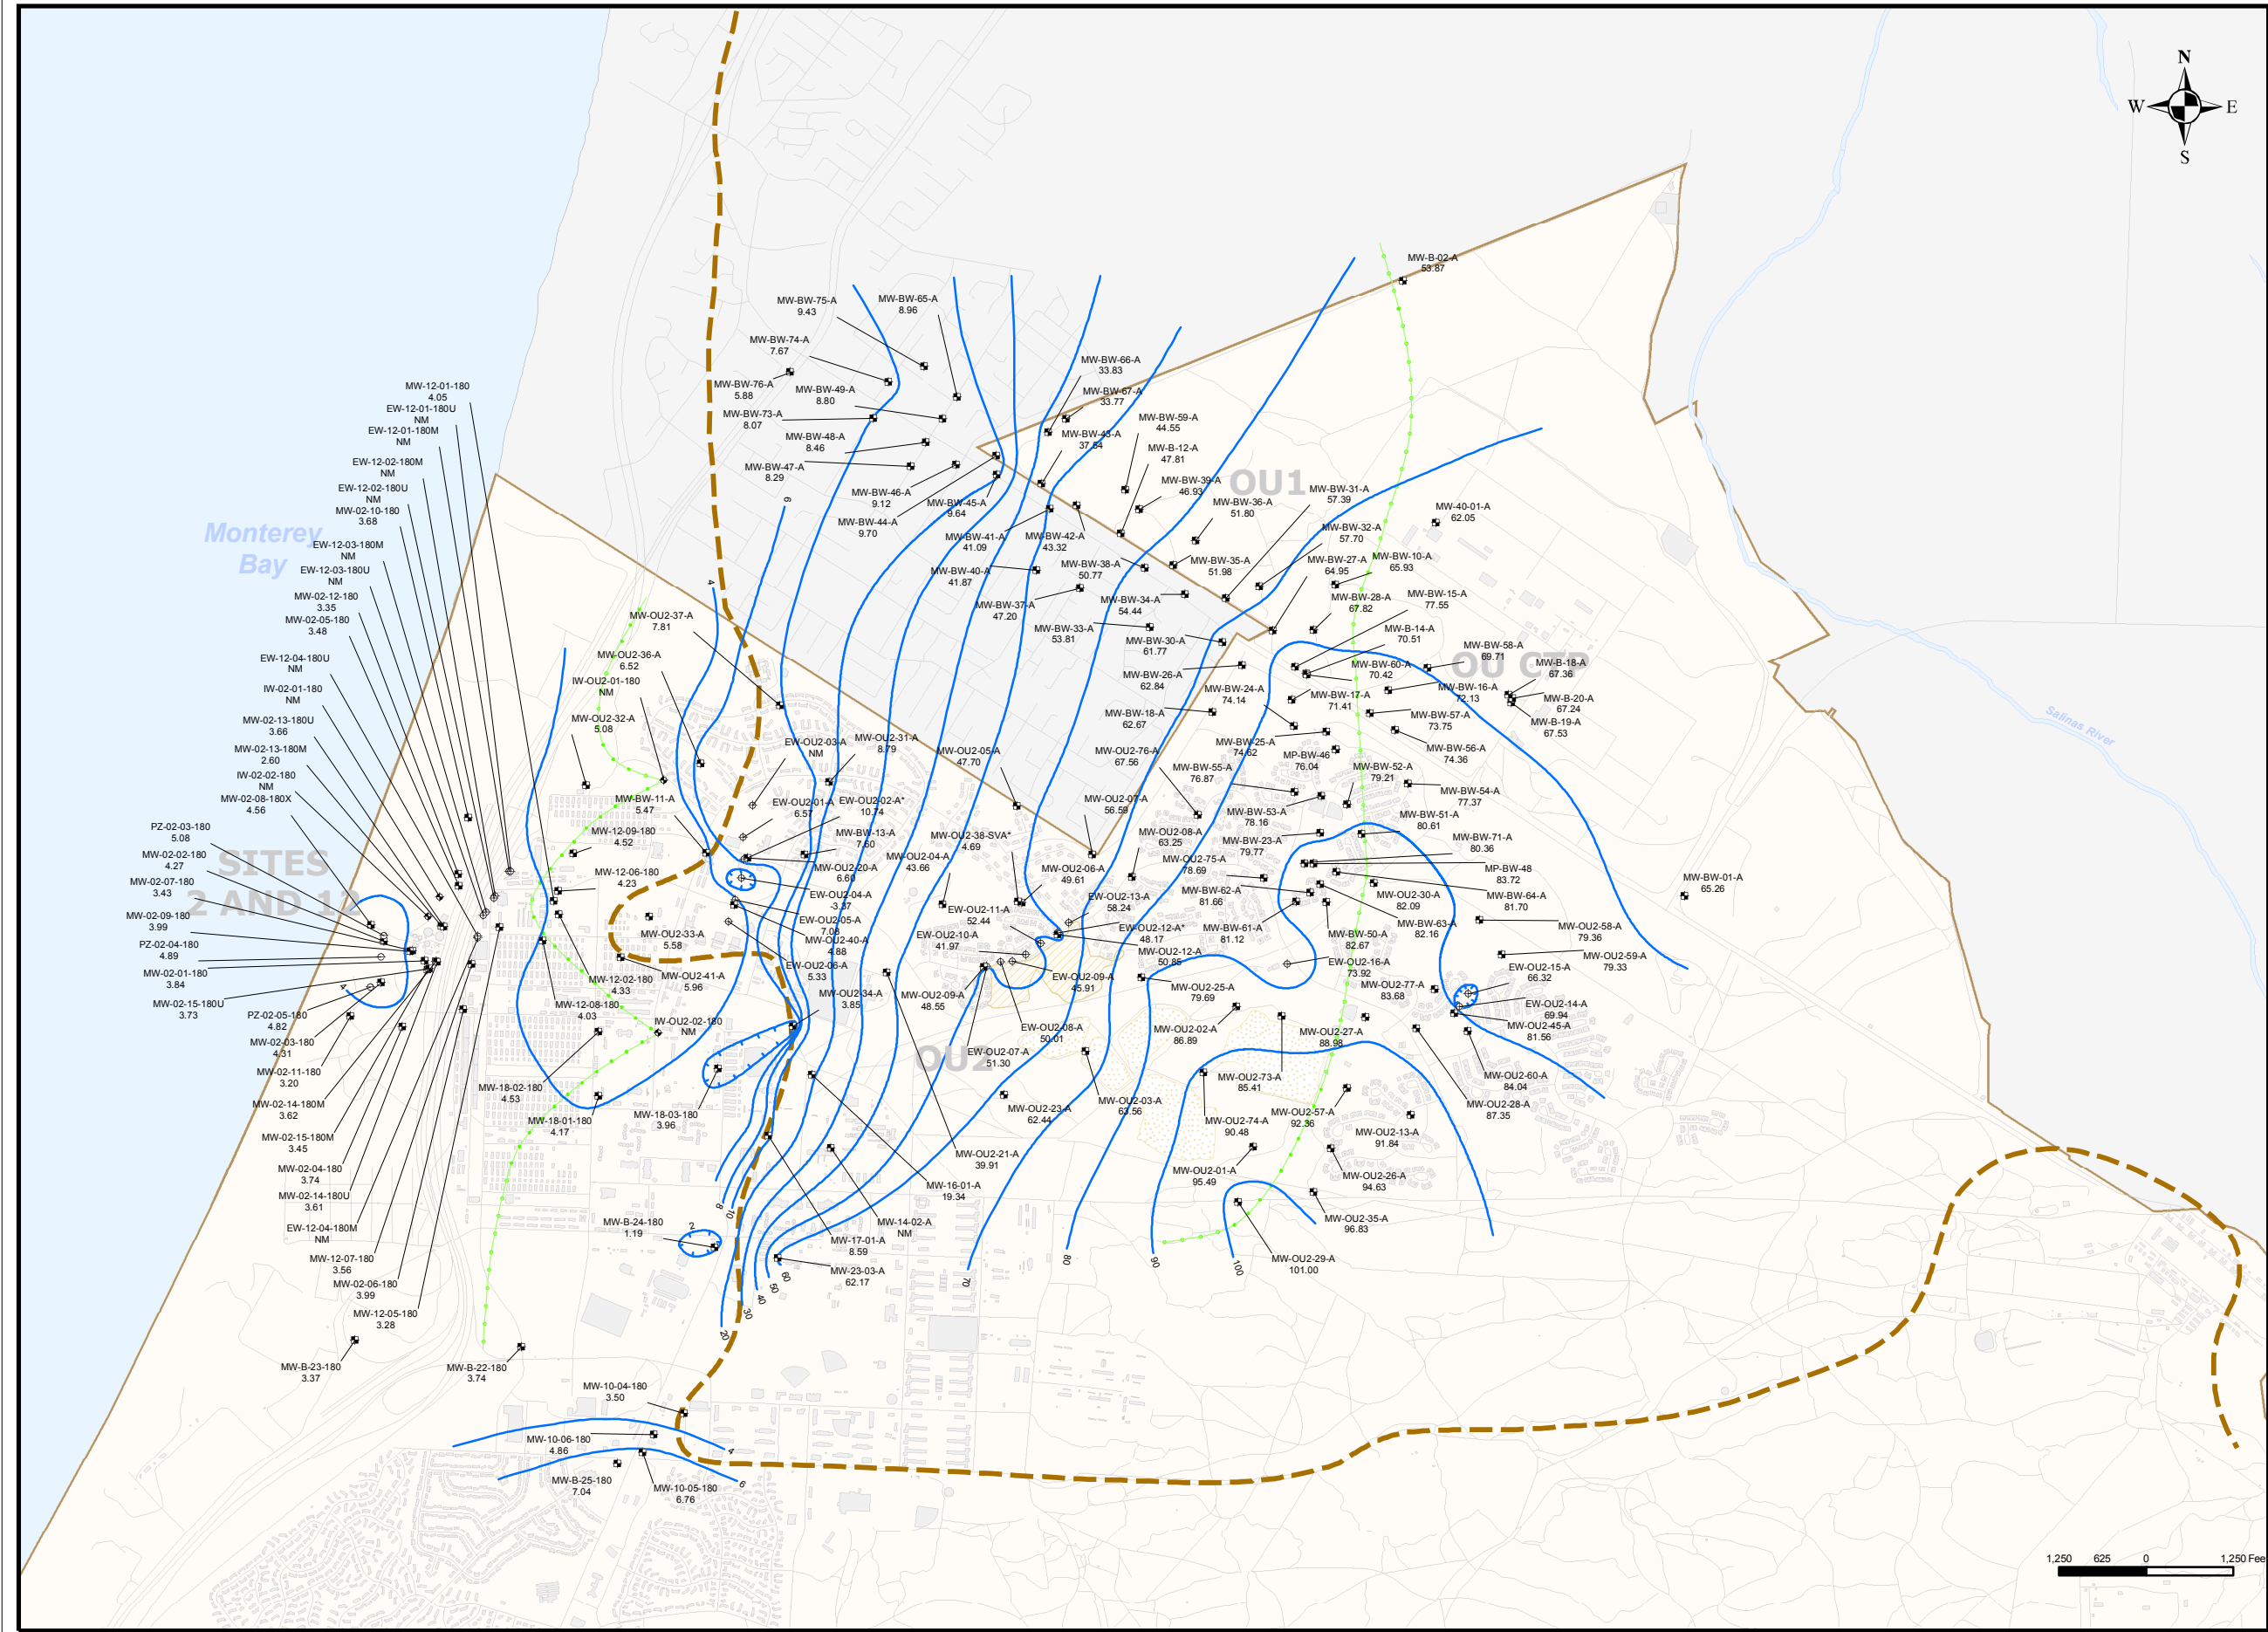 N
W
E
S
MW-B-02-A
53.87
MW-BW-75-A
9.43
MW-BW-65-A
8.96
MW-BW-74-A
7.67
MW-BW-76-A
5.88
MW-BW-49-A
8.80
MW-BW-73-A
8.07
MW-BW-48-A
8.46
MW-BW-47-A
8.29
MW-BW-46-A
9.12
MW-BW-45-A
9.64
MW-BW-44-A
9.70
MW-BW-66-A
33.83
MW-BW-67-A
33.77
MW-BW-59-A
44.55
MW-BW-43-A
37.54
MW-B-12-A
47.81
MW-BW-39-A
46.93
OU1
MW-BW-36-A
51.80
MW-BW-31-A
57.39
MW-40-01-A
62.05
MW-BW-32-A
57.70
MW-BW-41-A
41.09
MW-BW-42-A
43.32
MW-BW-40-A
41.87
MW-BW-38-A
50.77
MW-BW-35-A
51.98
MW-BW-27-A
64.95
MW-BW-10-A
65.93
MW-BW-37-A
47.20
MW-BW-34-A
54.44
MW-BW-28-A
67.82
MW-BW-15-A
77.55
MW-BW-33-A
53.81
MW-BW-30-A
61.77
MW-B-14-A
70.51
MW-BW-58-A
69.71
OU CTP
MW-B-18-A
67.36
MW-BW-26-A
62.84
MW-BW-60-A
70.42
MW-BW-24-A
74.14
MW-BW-17-A
71.41
MW-BW-16-A
72.13
MW-B-20-A
67.24
MW-B-19-A
67.53
MW-BW-18-A
62.67
MW-BW-57-A
73.75
MW-BW-25-A
74.62
MW-BW-56-A
74.36
MP-BW-46
76.04
MW-OU2-76-A
67.56
MW-BW-55-A
76.87
MW-BW-52-A
79.21
MW-BW-54-A
77.37
MW-BW-53-A
78.16
MW-BW-51-A
80.61
MW-BW-23-A
79.77
MW-BW-71-A
80.36
MW-OU2-75-A
78.69
MP-BW-48
83.72
MW-BW-62-A
81.66
MW-BW-64-A
81.70
MW-OU2-30-A
82.09
MW-BW-63-A
82.16
MW-BW-61-A
81.12
MW-BW-50-A
82.67
MW-BW-01-A
65.26
MW-OU2-58-A
79.36
MW-OU2-59-A
79.33
EW-OU2-15-A
66.32
EW-OU2-14-A
69.94
MW-OU2-45-A
81.56
EW-OU2-16-A
73.92
MW-OU2-77-A
83.68
MW-OU2-60-A
84.04
MW-OU2-28-A
87.35
MW-OU2-27-A
88.98
MW-OU2-25-A
79.69
MW-OU2-02-A
86.89
MW-OU2-73-A
85.41
MW-OU2-74-A
90.48
MW-OU2-57-A
92.36
MW-OU2-13-A
91.84
MW-OU2-26-A
94.63
MW-OU2-01-A
95.49
MW-OU2-35-A
96.83
MW-OU2-29-A
101.00
Salinas River
Monterey
Bay
MW-12-01-180
4.05
EW-12-01-180U
NM
EW-12-01-180M
NM
EW-12-02-180M
NM
EW-12-02-180U
NM
MW-02-10-180
3.68
EW-12-03-180M
NM
EW-12-03-180U
NM
MW-02-12-180
3.35
MW-02-05-180
3.48
EW-12-04-180U
NM
IW-02-01-180
NM
MW-02-13-180U
3.66
MW-02-13-180M
2.60
IW-02-02-180
NM
MW-02-08-180X
4.56
PZ-02-03-180
5.08
MW-02-02-180
4.27
MW-02-07-180
3.43
MW-02-09-180
3.99
PZ-02-04-180
4.89
MW-02-01-180
3.84
MW-02-15-180U
3.73
SITES
2 AND 12
PZ-02-05-180
4.82
MW-02-03-180
4.31
MW-02-11-180
3.20
MW-02-14-180M
3.62
MW-02-15-180M
3.45
MW-02-04-180
3.74
MW-02-14-180U
3.61
EW-12-04-180M
NM
MW-12-07-180
3.56
MW-02-06-180
3.99
MW-12-05-180
3.28
MW-B-23-180
3.37
MW-B-22-180
3.74
MW-OU2-37-A
7.81
MW-OU2-36-A
6.52
IW-OU2-01-180
NM
MW-OU2-32-A
5.08
MW-BW-11-A
5.47
MW-12-09-180
4.52
MW-12-06-180
4.23
EW-OU2-03-A
NM
MW-OU2-31-A
8.79
EW-OU2-01-A
6.57
EW-OU2-02-A*
10.74
MW-BW-13-A
7.60
MW-OU2-20-A
6.60
EW-OU2-04-A
-3.37
EW-OU2-05-A
7.08
MW-OU2-40-A
4.88
EW-OU2-06-A
5.33
MW-OU2-33-A
5.58
MW-OU2-41-A
5.96
MW-12-02-180
4.33
MW-12-08-180
4.03
IW-OU2-02-180
NM
MW-OU2-34-A
3.85
MW-18-02-180
4.53
MW-18-01-180
4.17
MW-18-03-180
3.96
MW-OU2-05-A
47.70
MW-OU2-07-A
56.59
MW-OU2-38-SVA*
4.69
MW-OU2-08-A
63.25
MW-OU2-04-A
43.66
MW-OU2-06-A
49.61
EW-OU2-13-A
58.24
EW-OU2-11-A
52.44
EW-OU2-12-A*
48.17
EW-OU2-10-A
41.97
MW-OU2-12-A
50.85
EW-OU2-09-A
45.91
MW-OU2-09-A
48.55
EW-OU2-08-A
50.01
EW-OU2-07-A
51.30
OU2
MW-OU2-23-A
62.44
MW-OU2-03-A
63.56
MW-OU2-21-A
39.91
MW-16-01-A
19.34
MW-14-02-A
NM
MW-17-01-A
8.59
MW-23-03-A
62.17
MW-B-24-180
1.19
MW-10-04-180
3.50
MW-10-06-180
4.86
MW-B-25-180
7.04
MW-10-05-180
6.76
6
4
4
2
8
10
20
30
40
50
60
70
80
90
100
4
6
1,250 625 0 1,250 Fee